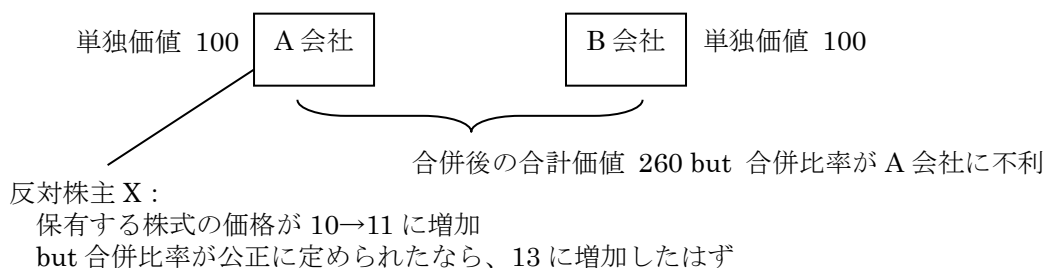 単独価値 100 A 会社 B 会社 単独価値 100
合併後の合計価値 260 but 合併比率が A 会社に不利
反対株主 X：
保有する株式の価格が 10→11 に増加
but 合併比率が公正に定められたなら、13 に増加したはず